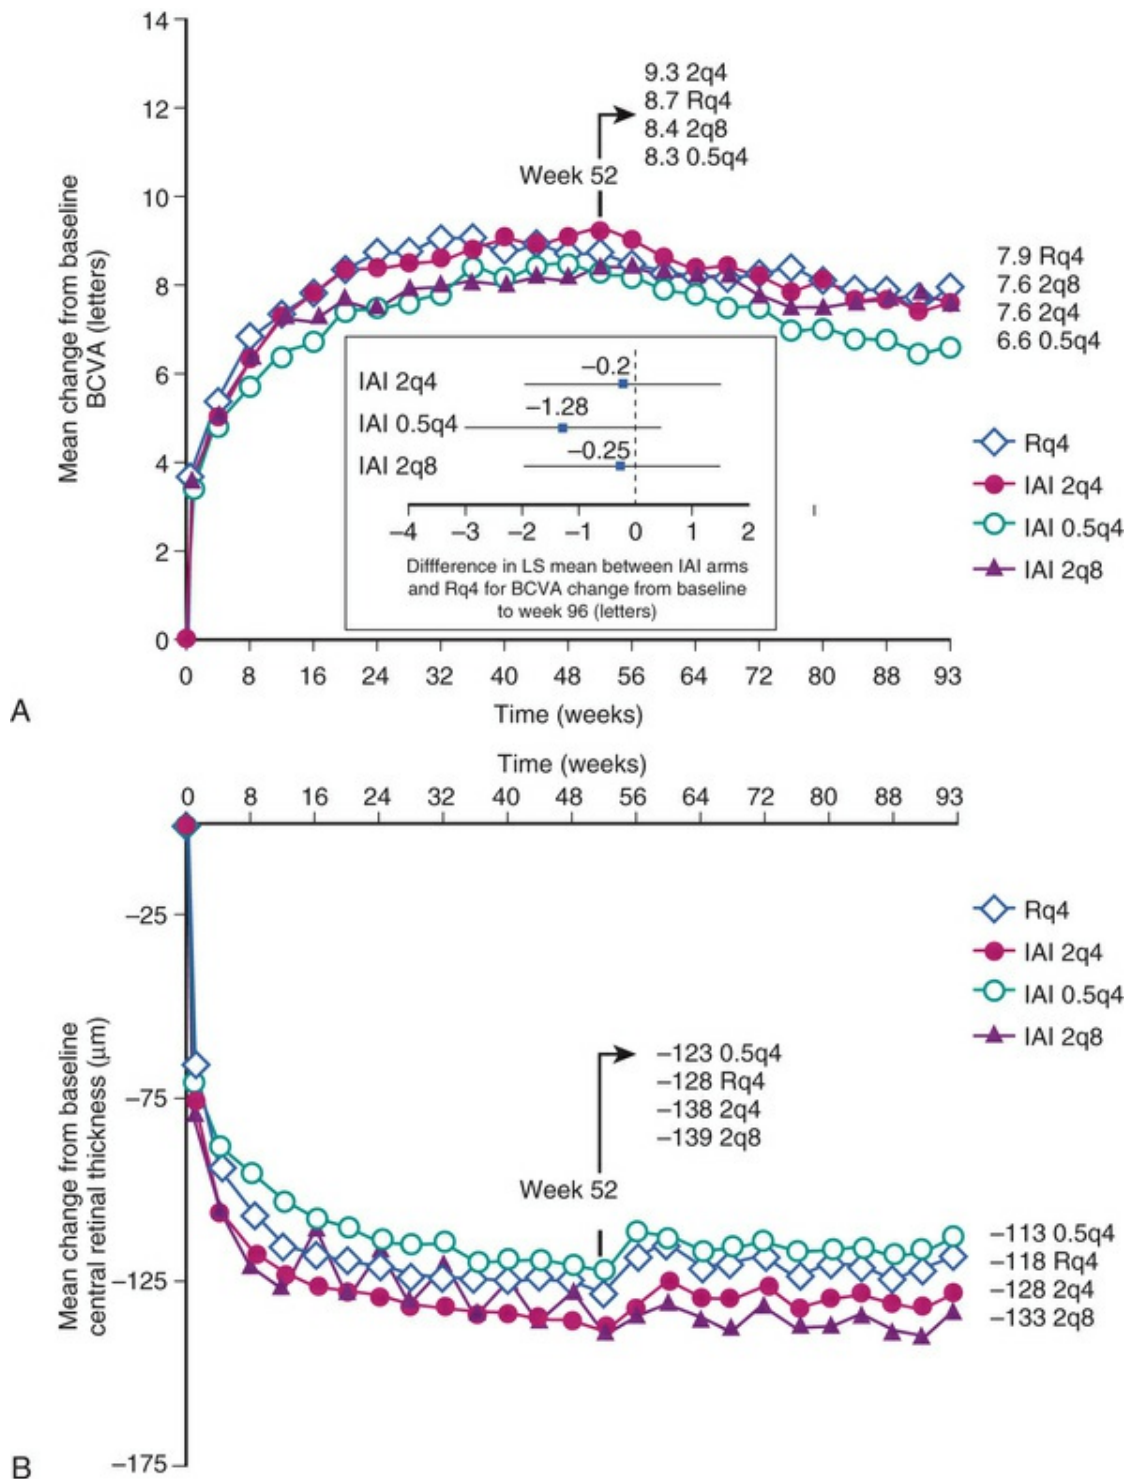 14
12
10
8
6
4
2
0
Mean change from baseline
BCVA (letters)
9.3 2q4
8.7 Rq4
8.4 2q8
8.3 0.5q4
Week 52
7.9 Rq4
7.6 2q8
7.6 2q4
6.6 0.5q4
Rq4
IAI 2q4
IAI 0.5q4
IAI 2q8
IAI 2q4
–0.2
IAI 0.5q4
–1.28
IAI 2q8
–0.25
–4 –3 –2 –1 0 1 2
Diffference in LS mean between IAI arms
and Rq4 for BCVA change from baseline
to week 96 (letters)
0 8 16 24 32 40 48 56 64 72 80 88 93
Time (weeks)
A
Time (weeks)
0 8 16 24 32 40 48 56 64 72 80 88 93
–25
–75
–125
–175
Mean change from baseline
central retinal thickness (μm)
Rq4
IAI 2q4
IAI 0.5q4
IAI 2q8
–123 0.5q4
–128 Rq4
–138 2q4
–139 2q8
Week 52
–113 0.5q4
–118 Rq4
–128 2q4
–133 2q8
B